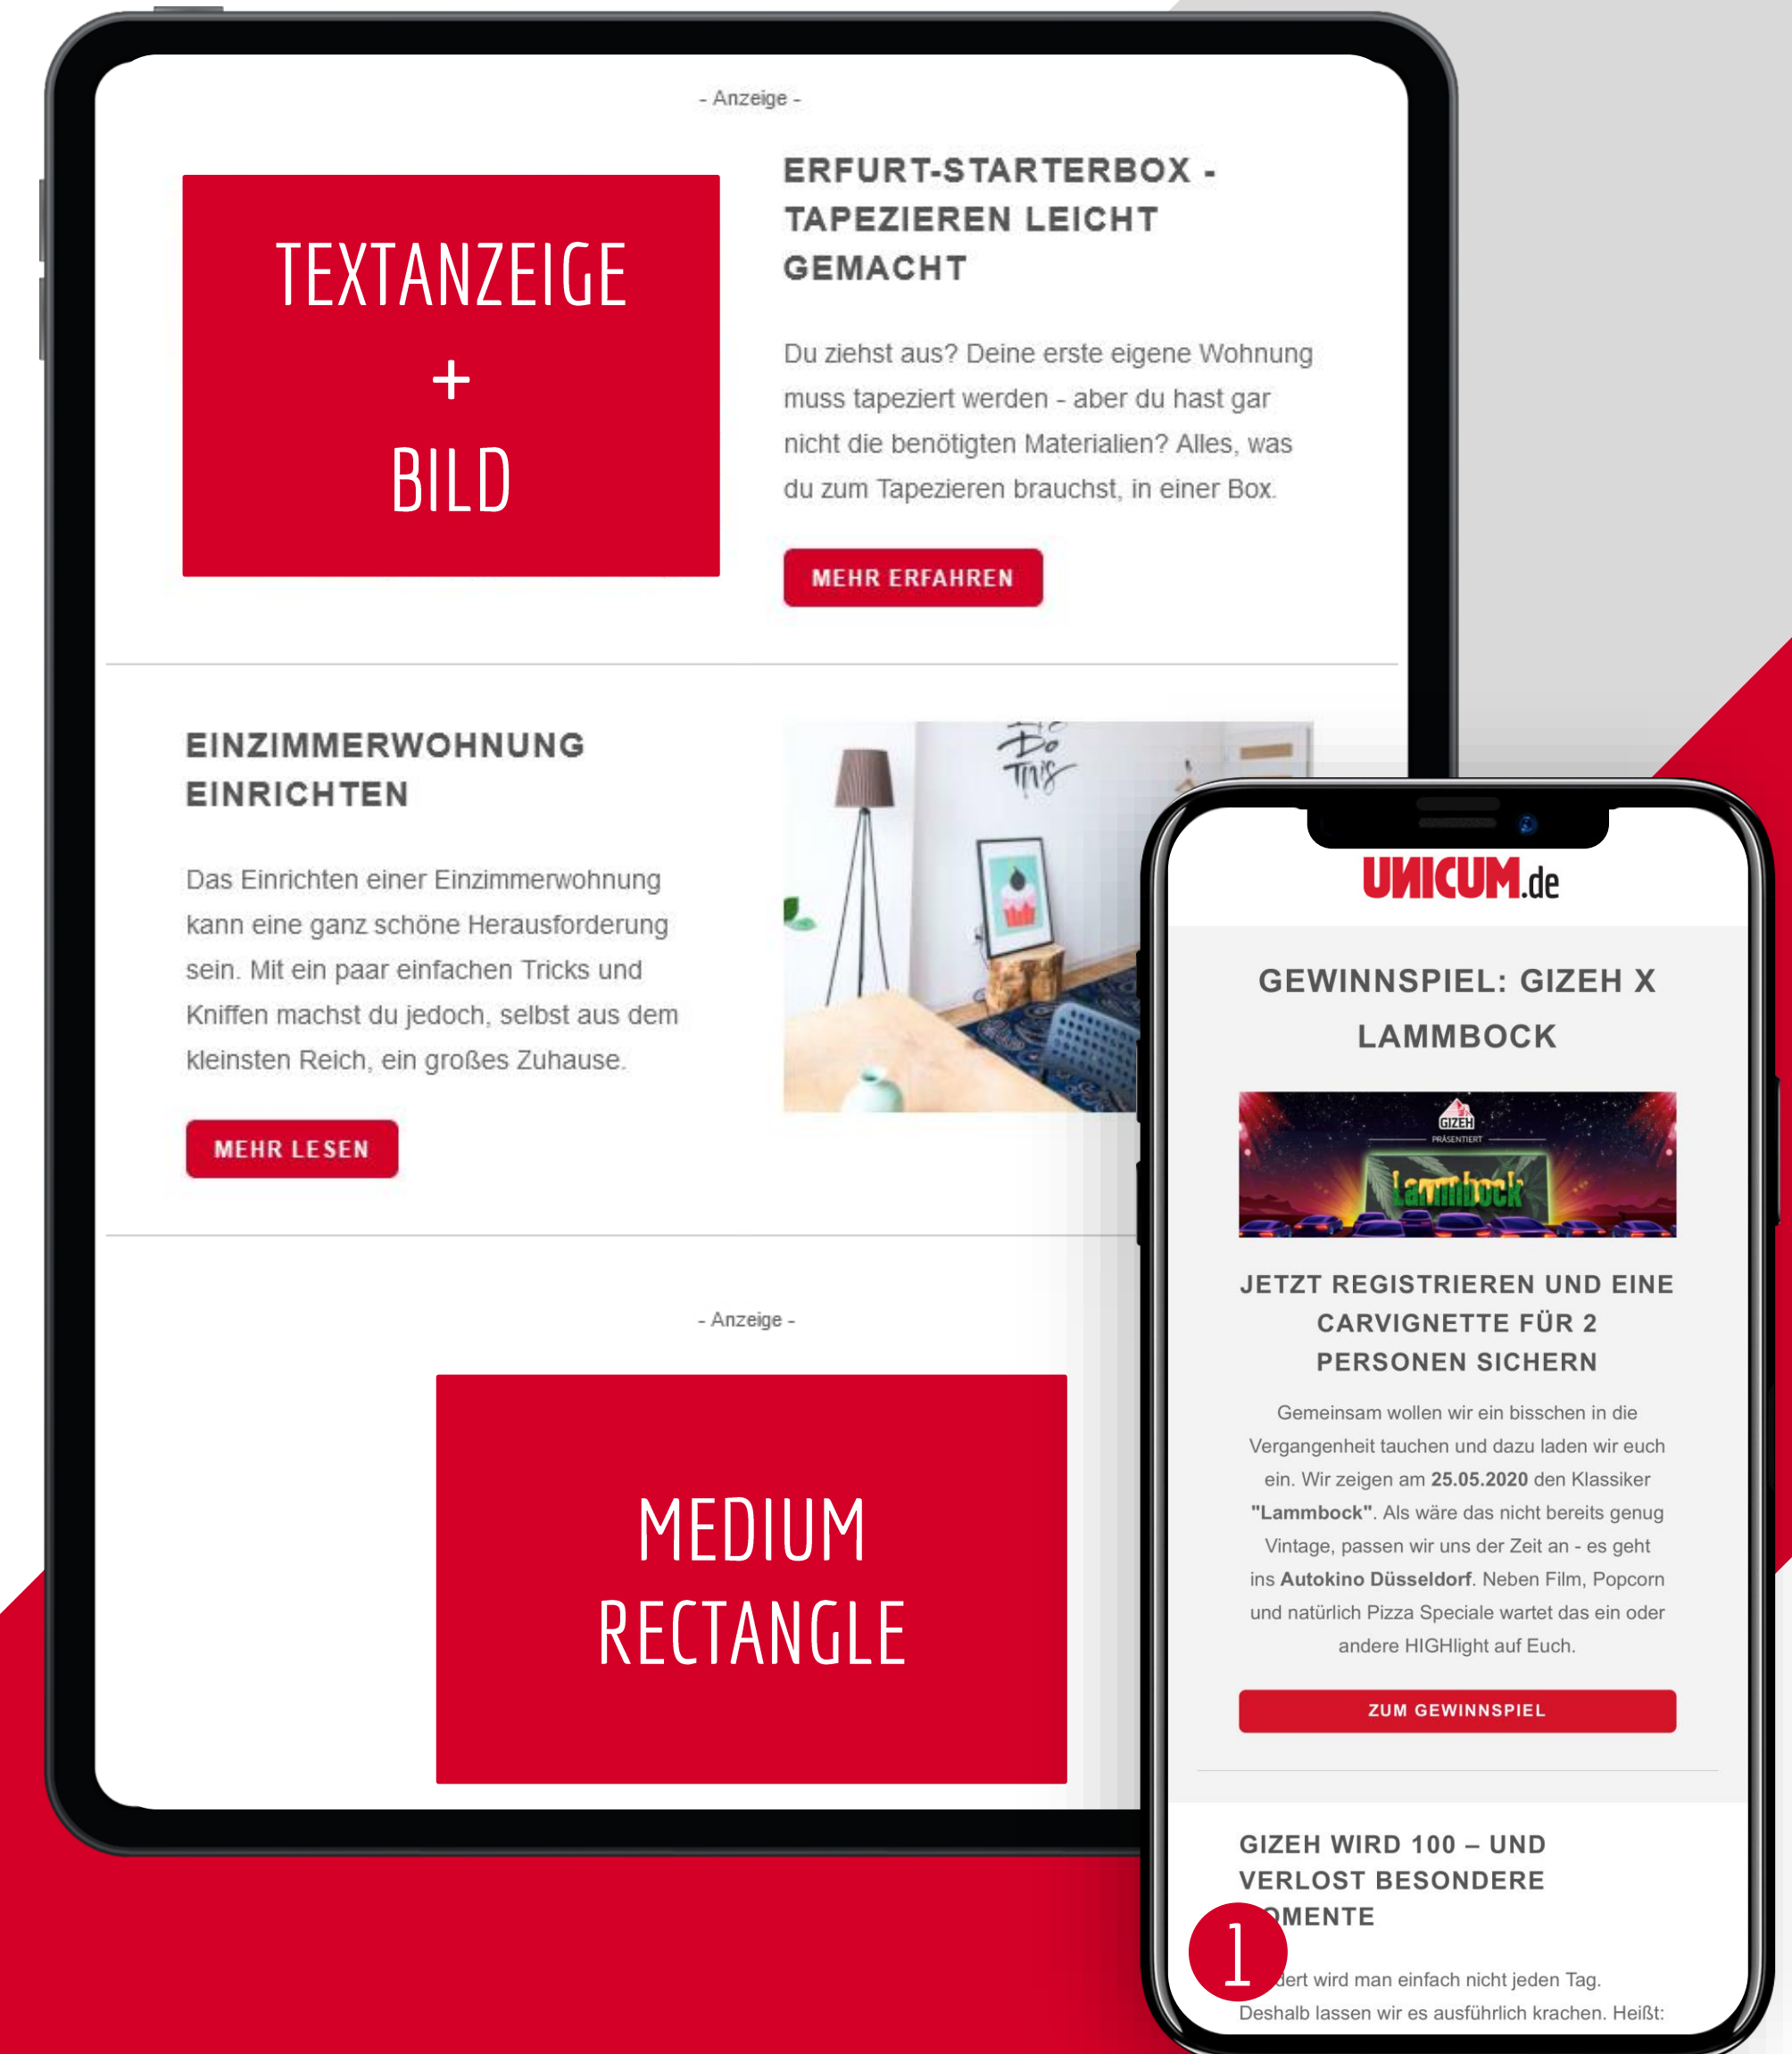 - Anzeige -
TEXTANZEIGE
+
BILD
ERFURT-STARTERBOX -
TAPEZIEREN LEICHT
GEMACHT
Du ziehst aus? Deine erste eigene Wohnung
muss tapeziert werden - aber du hast gar
nicht die benötigten Materialien? Alles, was
du zum Tapezieren brauchst, in einer Box.
MEHR ERFAHREN
EINZIMMERWOHNUNG
EINRICHTEN
Das Einrichten einer Einzimmerwohnung
kann eine ganz schöne Herausforderung
sein. Mit ein paar einfachen Tricks und
Kniffen machst du jedoch, selbst aus dem
kleinsten Reich, ein großes Zuhause.
MEHR LESEN
Do
THIS
- Anzeige -
MEDIUM
RECTANGLE
UNICUM.de
GEWINNSPIEL: GIZEH X
LAMMBOCK
GIZEH
PRÄSENTIERT
Lammbock
JETZT REGISTRIEREN UND EINE
CARVIGNETTE FÜR 2
PERSONEN SICHERN
Gemeinsam wollen wir ein bisschen in die
Vergangenheit tauchen und dazu laden wir euch
ein. Wir zeigen am 25.05.2020 den Klassiker
"Lammbock". Als wäre das nicht bereits genug
Vintage, passen wir uns der Zeit an - es geht
ins Autokino Düsseldorf. Neben Film, Popcorn
und natürlich Pizza Speciale wartet das ein oder
andere HIGHlight auf Euch.
ZUM GEWINNSPIEL
GIZEH WIRD 100 – UND
VERLOST BESONDERE
OMENTE
1
dert wird man einfach nicht jeden Tag.
Deshalb lassen wir es ausführlich krachen. Heißt: